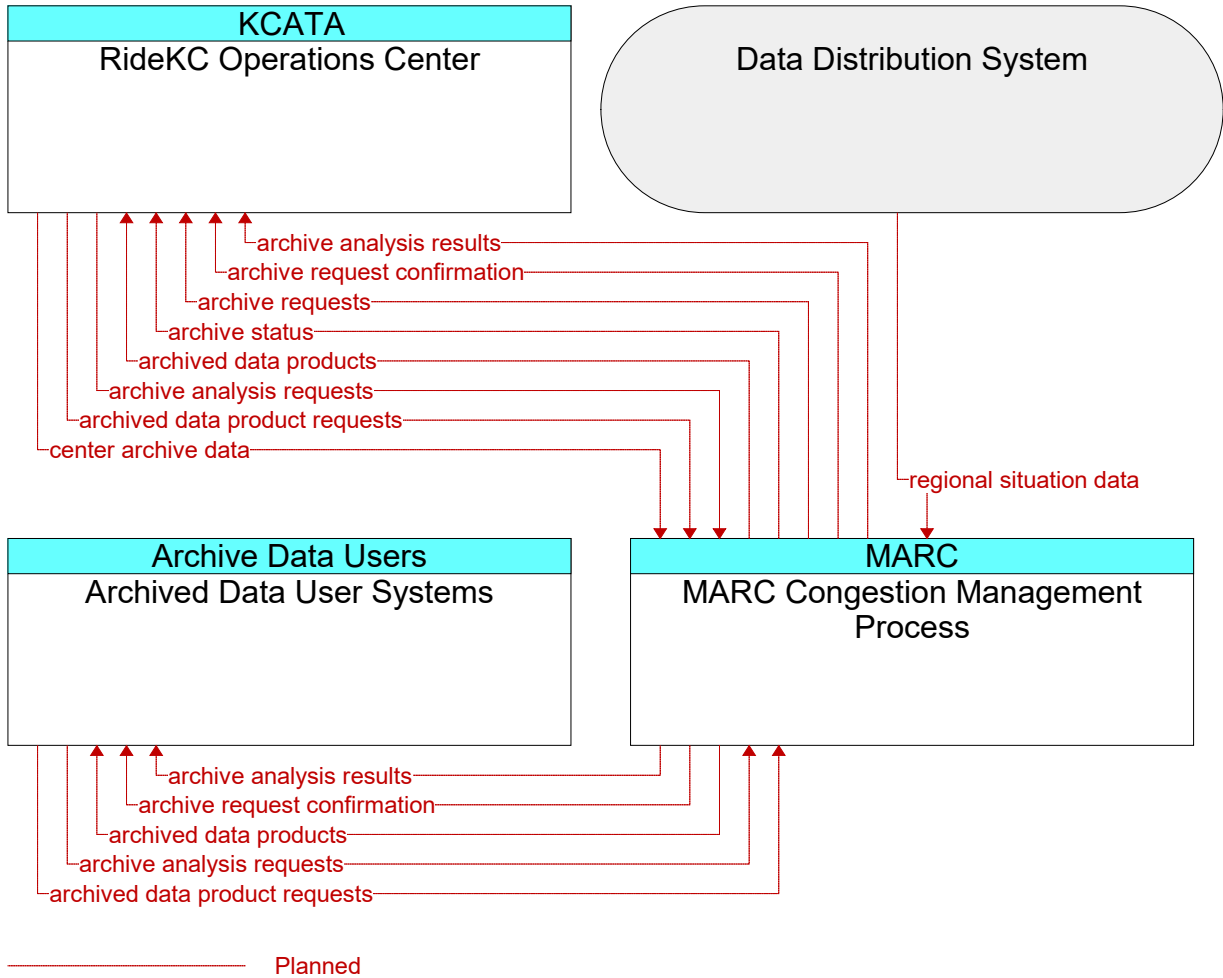 KCATA
RideKC Operations Center
Data Distribution System
archive analysis results
archive request confirmation
archive requests
archive status
archived data products
archive analysis requests
archived data product requests
center archive data
regional situation data
Archive Data Users
Archived Data User Systems
MARC
MARC Congestion Management
Process
archive analysis results
archive request confirmation
archived data products
archive analysis requests
archived data product requests
Planned